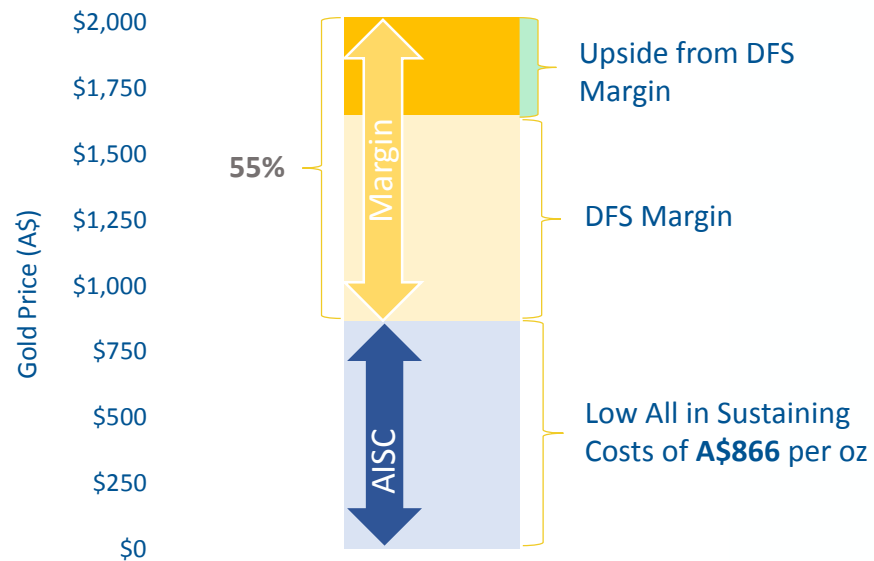 $2,000
$1,750
$1,500
$1,250
$1,000
$750
$500
$250
$0
Gold Price (A$)
55%
Margin
AISC
Upside from DFS
Margin
DFS Margin
Low All in Sustaining
Costs of A$866 per oz